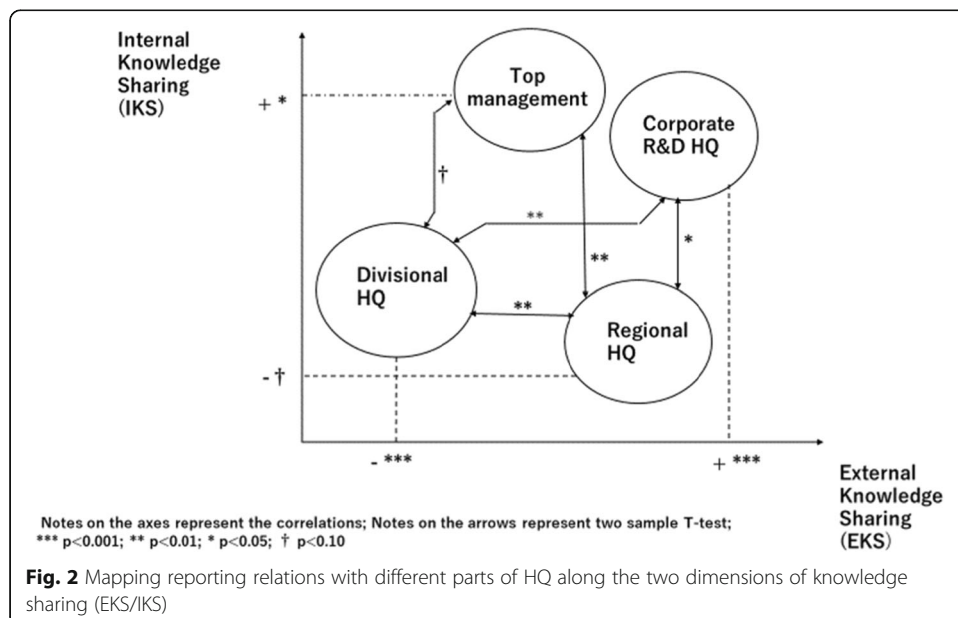 Internal
Knowledge
Sharing
(IKS)
+ *
Top
management
Corporate
R&D HQ
†
**
*
**
Divisional
HQ
**
Regional
HQ
- †
- ***
+ ***
External
Knowledge
Sharing
(EKS)
Notes on the axes represent the correlations; Notes on the arrows represent two sample T-test;
*** p<0.001; ** p<0.01; * p<0.05; † p<0.10
Fig. 2 Mapping reporting relations with different parts of HQ along the two dimensions of knowledge
sharing (EKS/IKS)